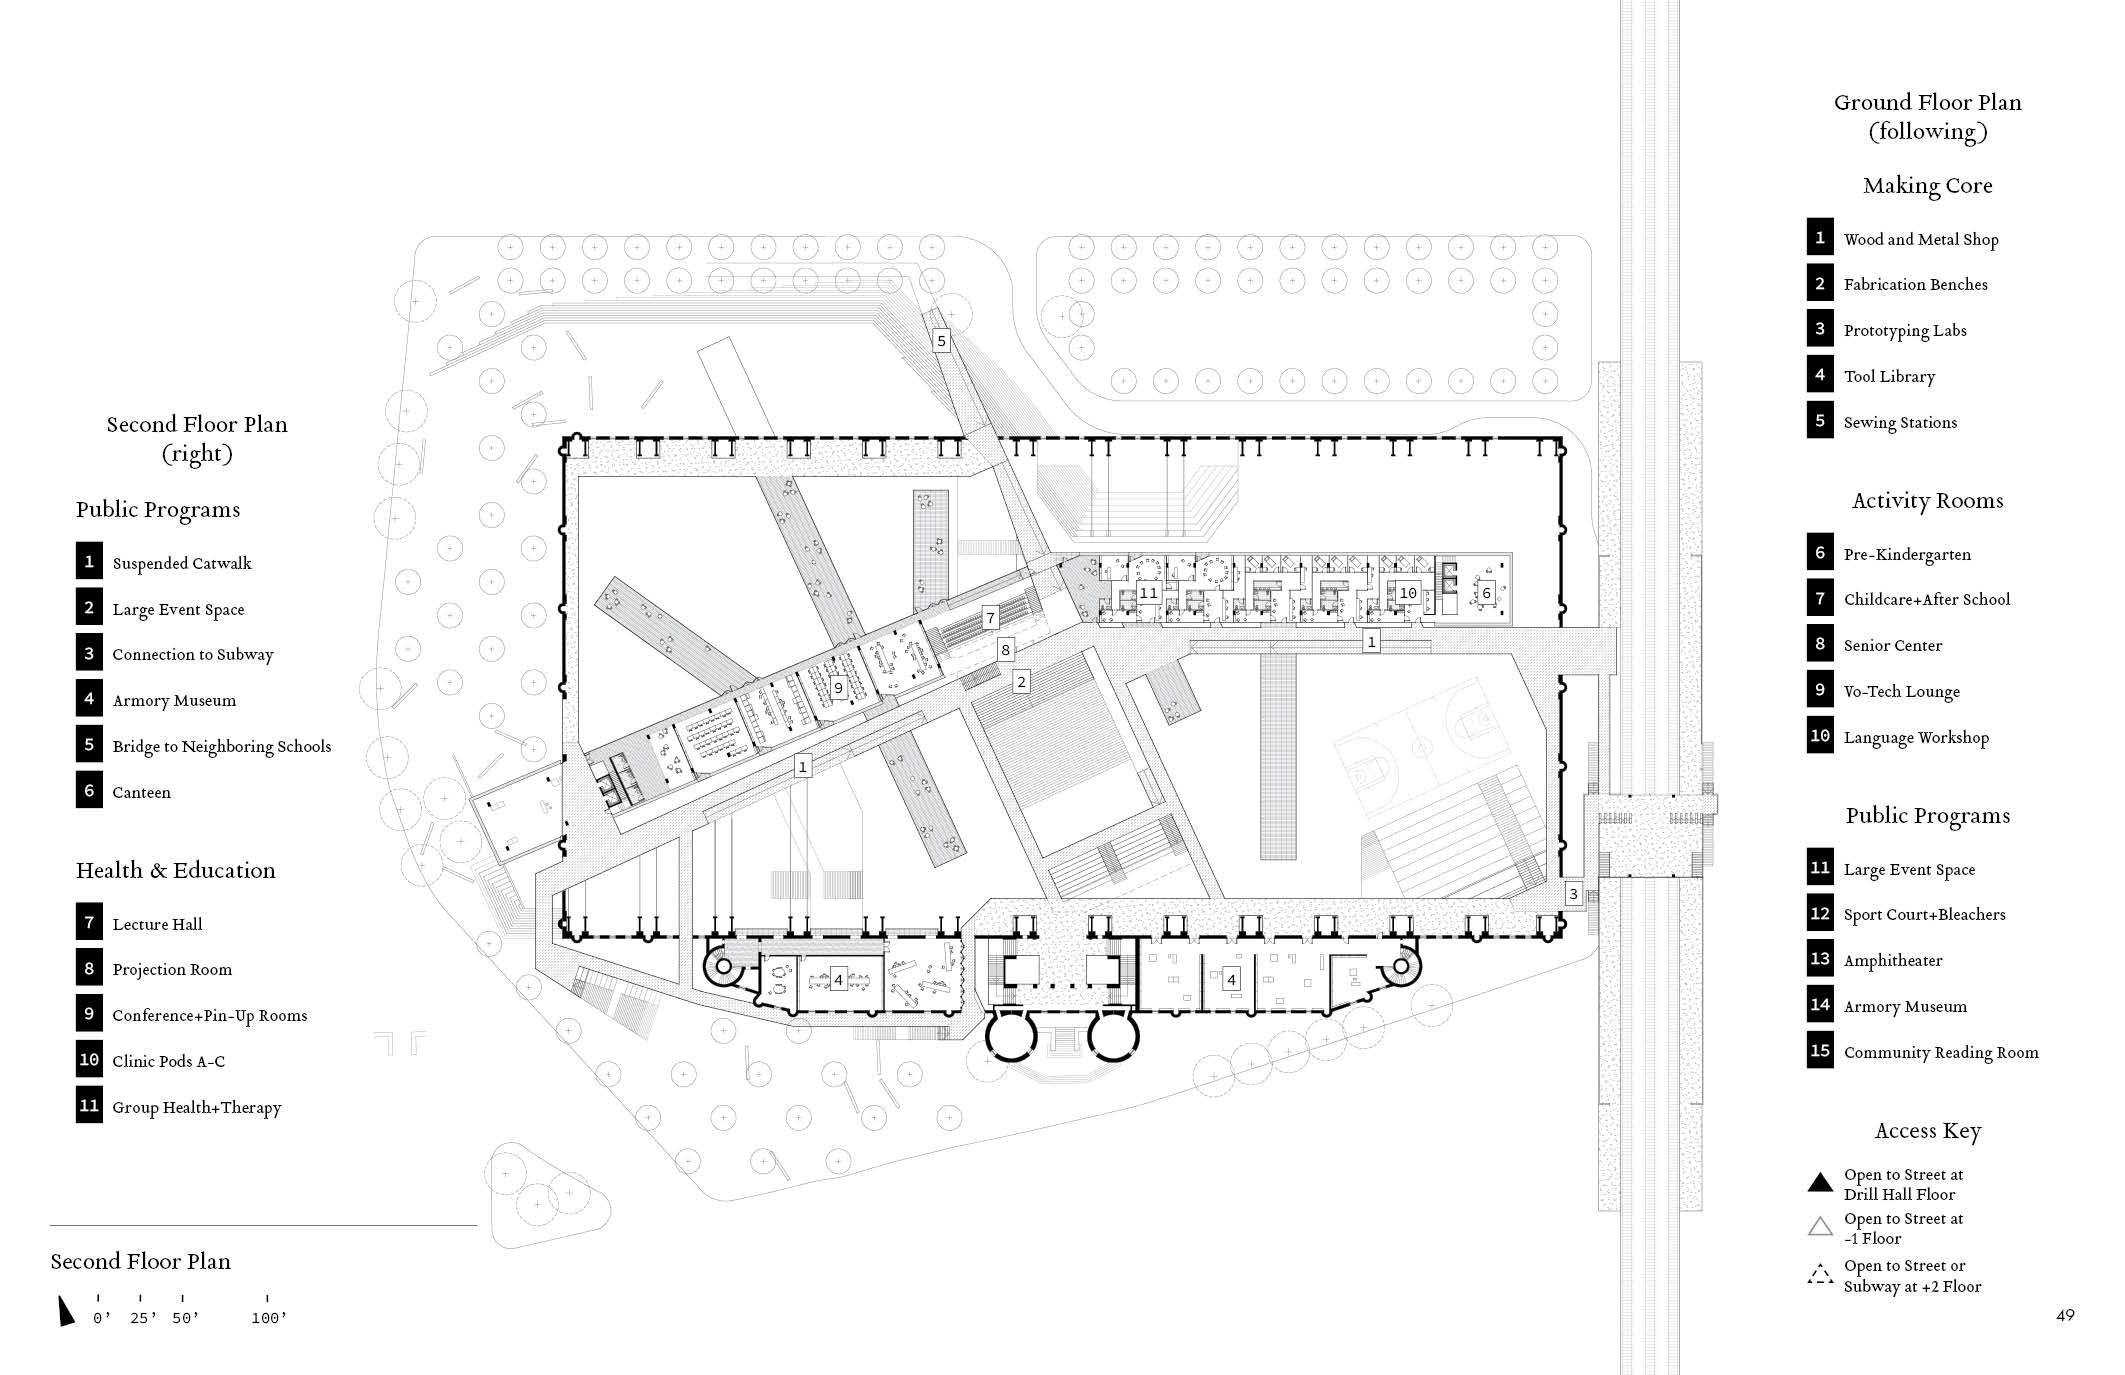 Second Floor Plan
(right)
Public Programs
1 Suspended Catwalk
2 Large Event Space
3 Connection to Subway
4 Armory Museum
5 Bridge to Neighboring Schools
6 Canteen
Health & Education
7 Lecture Hall
8 Projection Room
9 Conference+Pin-Up Rooms
10 Clinic Pods A-C
11 Group Health+Therapy
Second Floor Plan
0' 25' 50' 100'
5
7
8
2
9
1
11
10
6
1
3
4
4
Ground Floor Plan
(following)
Making Core
1 Wood and Metal Shop
2 Fabrication Benches
3 Prototyping Labs
4 Tool Library
5 Sewing Stations
Activity Rooms
6 Pre-Kindergarten
7 Childcare+After School
8 Senior Center
9 Vo-Tech Lounge
10 Language Workshop
Public Programs
11 Large Event Space
12 Sport Court+Bleachers
13 Amphitheater
14 Armory Museum
15 Community Reading Room
Access Key
Open to Street at
Drill Hall Floor
Open to Street at
-1 Floor
Open to Street or
Subway at +2 Floor
49